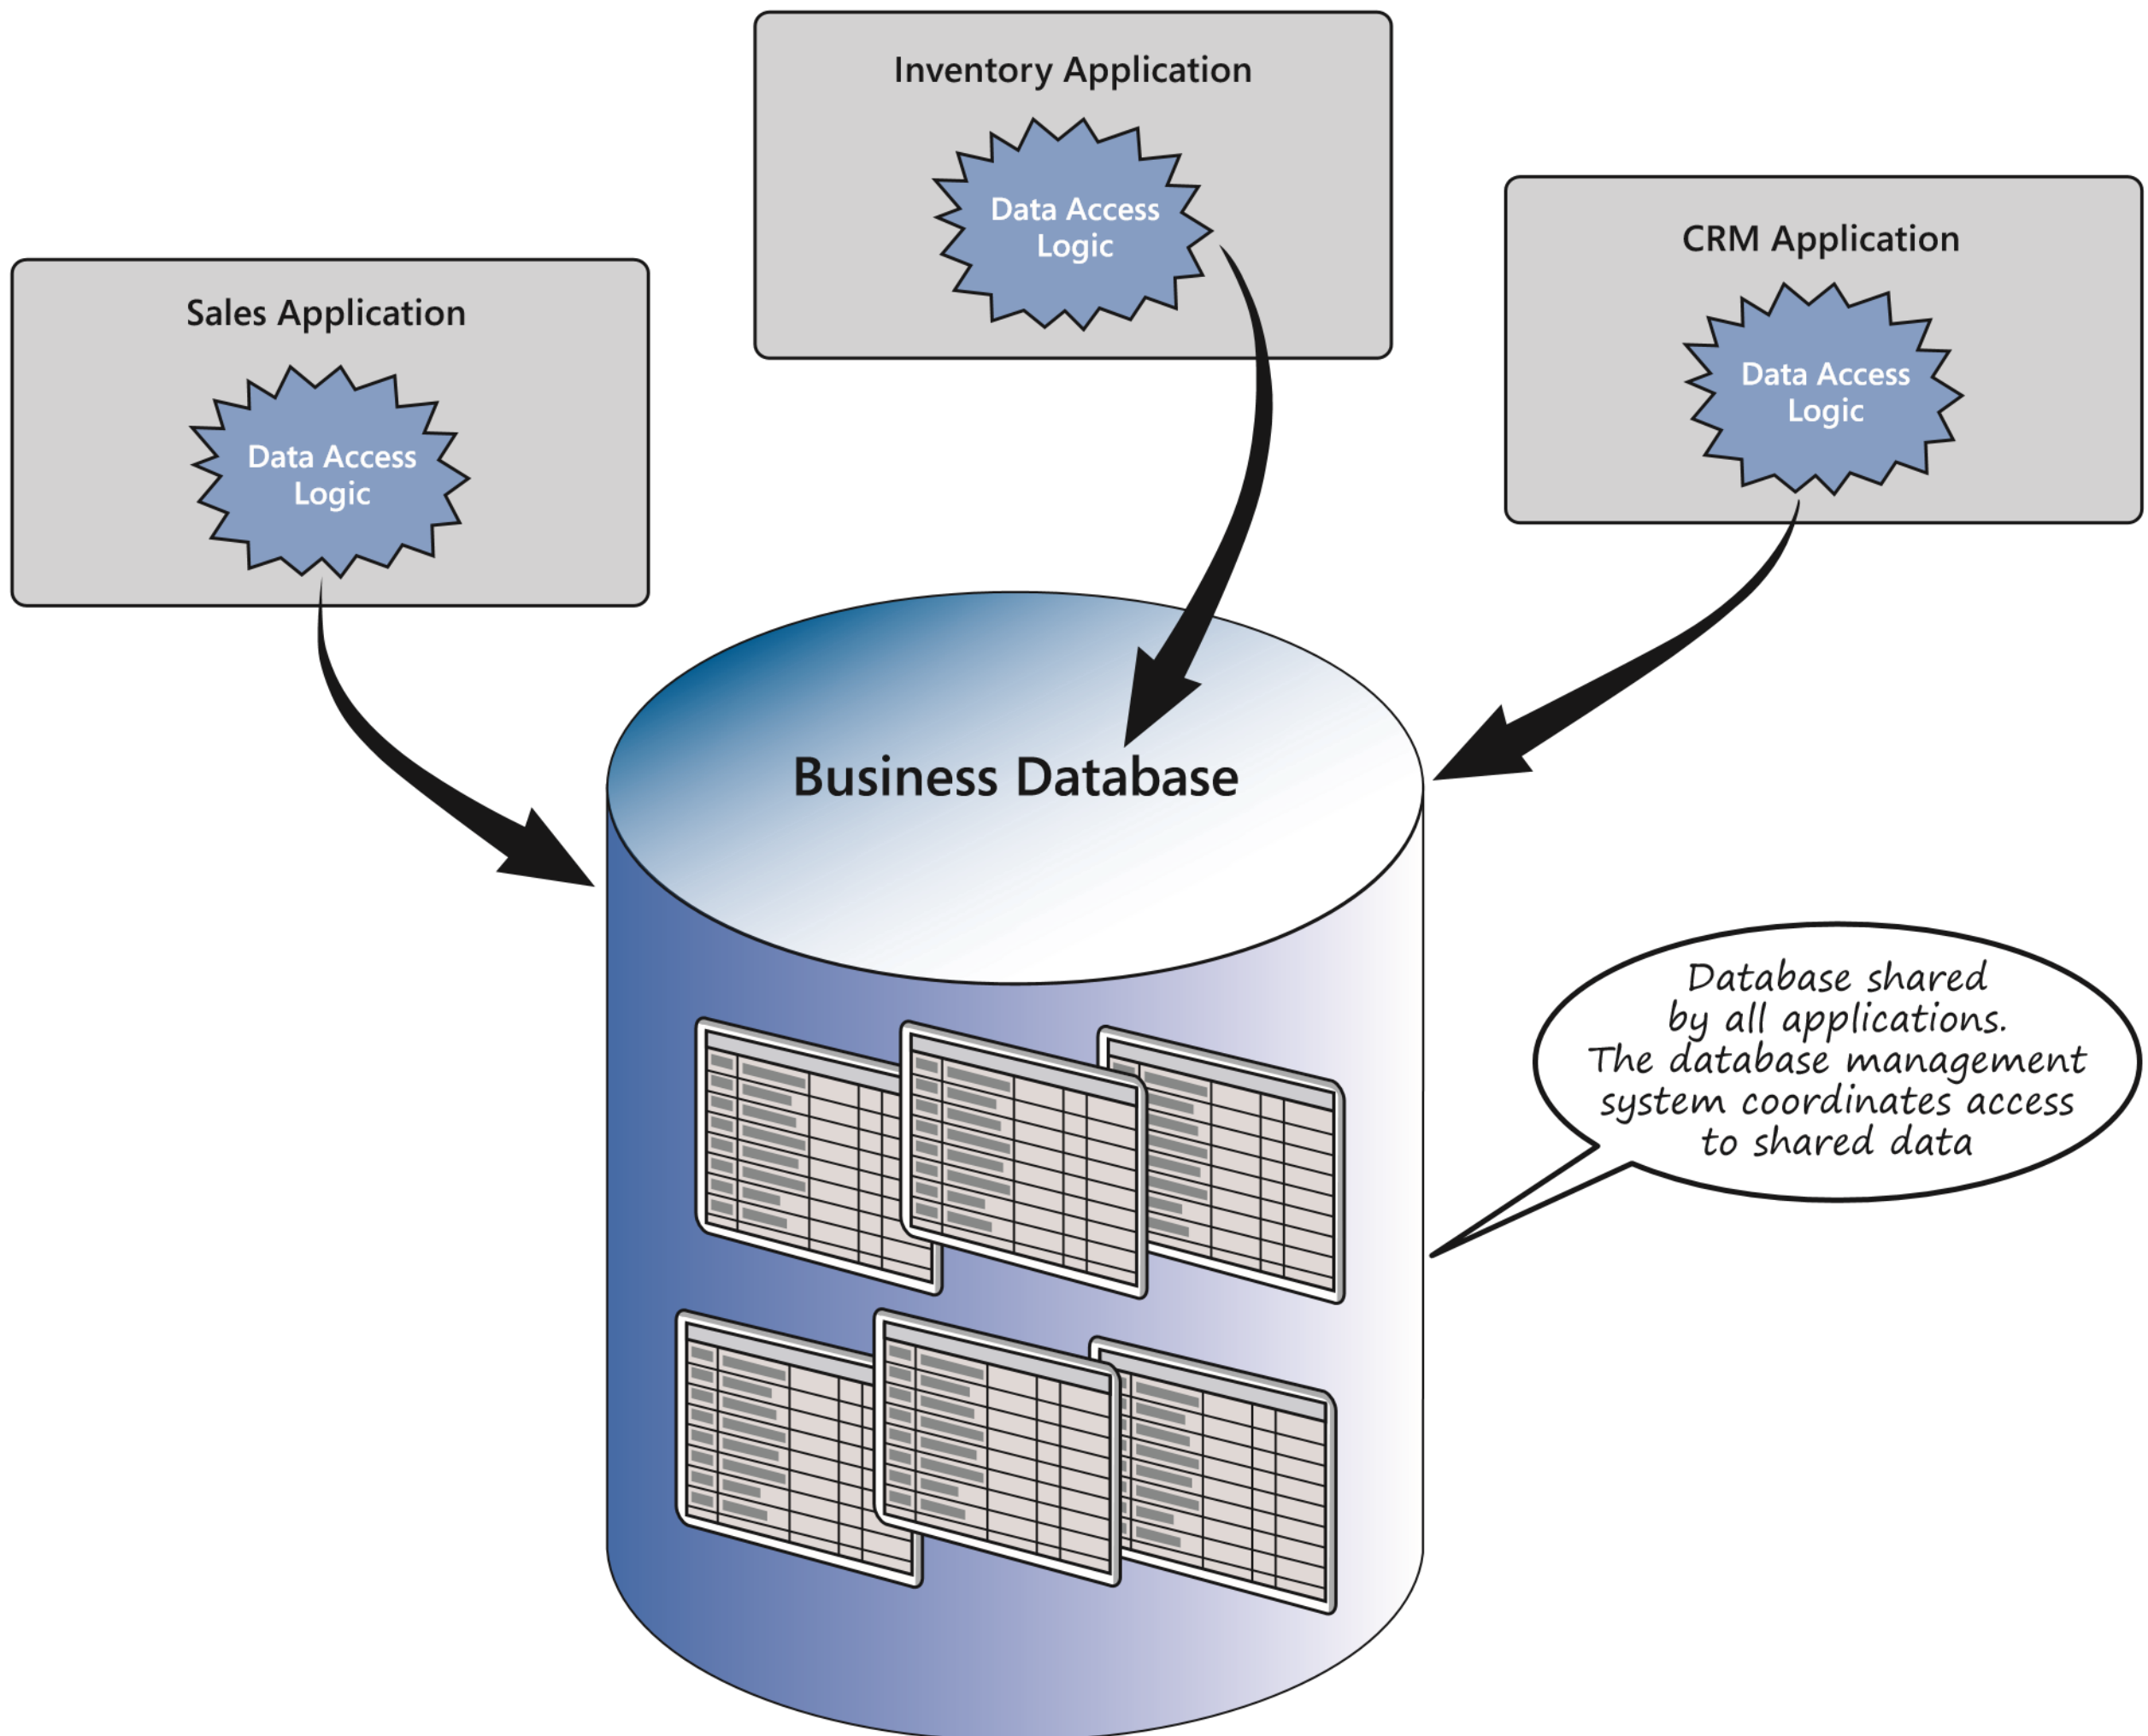 Inventory Application
Data Access
Logic
CRM Application
Data Access
Logic
Sales Application
Data Access
Logic
Business Database
Database shared
by all applications.
The database management
system coordinates access
to shared data